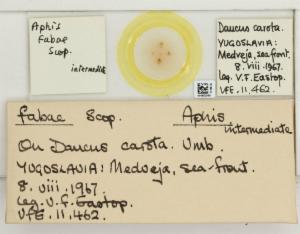 Aphis
fabae
Scop.
intermediate
Daucus carota.
YUGOSLAVIA:
Medveja, sea front.
8.viii.1967.
leg. V.F. Eastop.
VFE. 11,462.
fabae Scop. Aphis
intermediate
On Daucus carota. Umb.
YUGOSLAVIA: Medveja, sea-front.
8.viii.1967.
leg. V.F. Eastop.
VFE. 11,462.